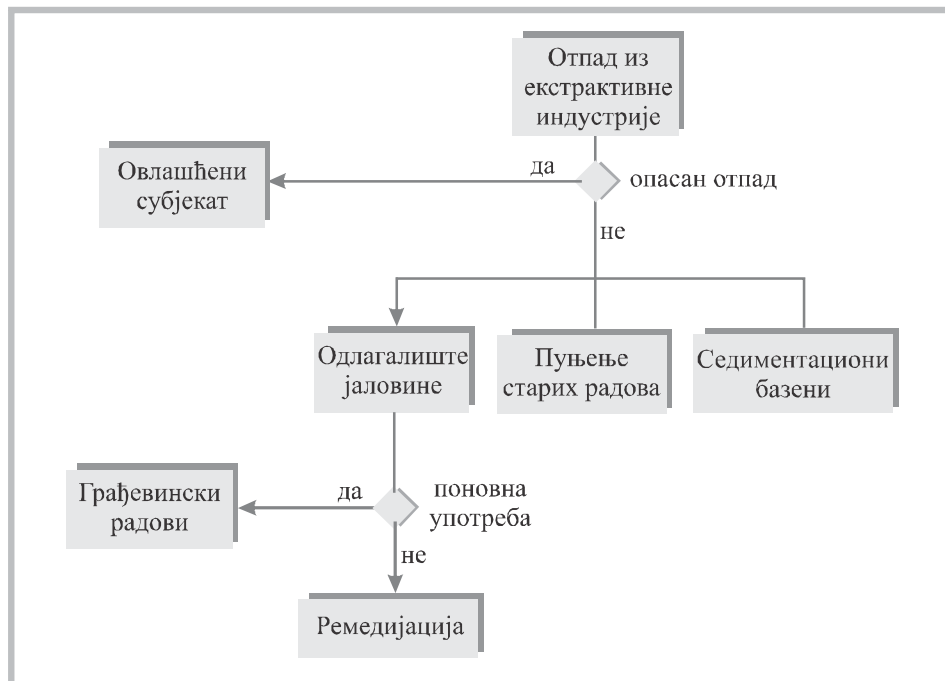 Отпад из
екстрактивне
индустрије
да
опасан отпад
Овлашћени
субјекат
не
Одлагалиште
јаловине
Пуњење
старих радова
Седиментациони
базени
да
поновна
употреба
Грађевински
радови
не
Ремедијација